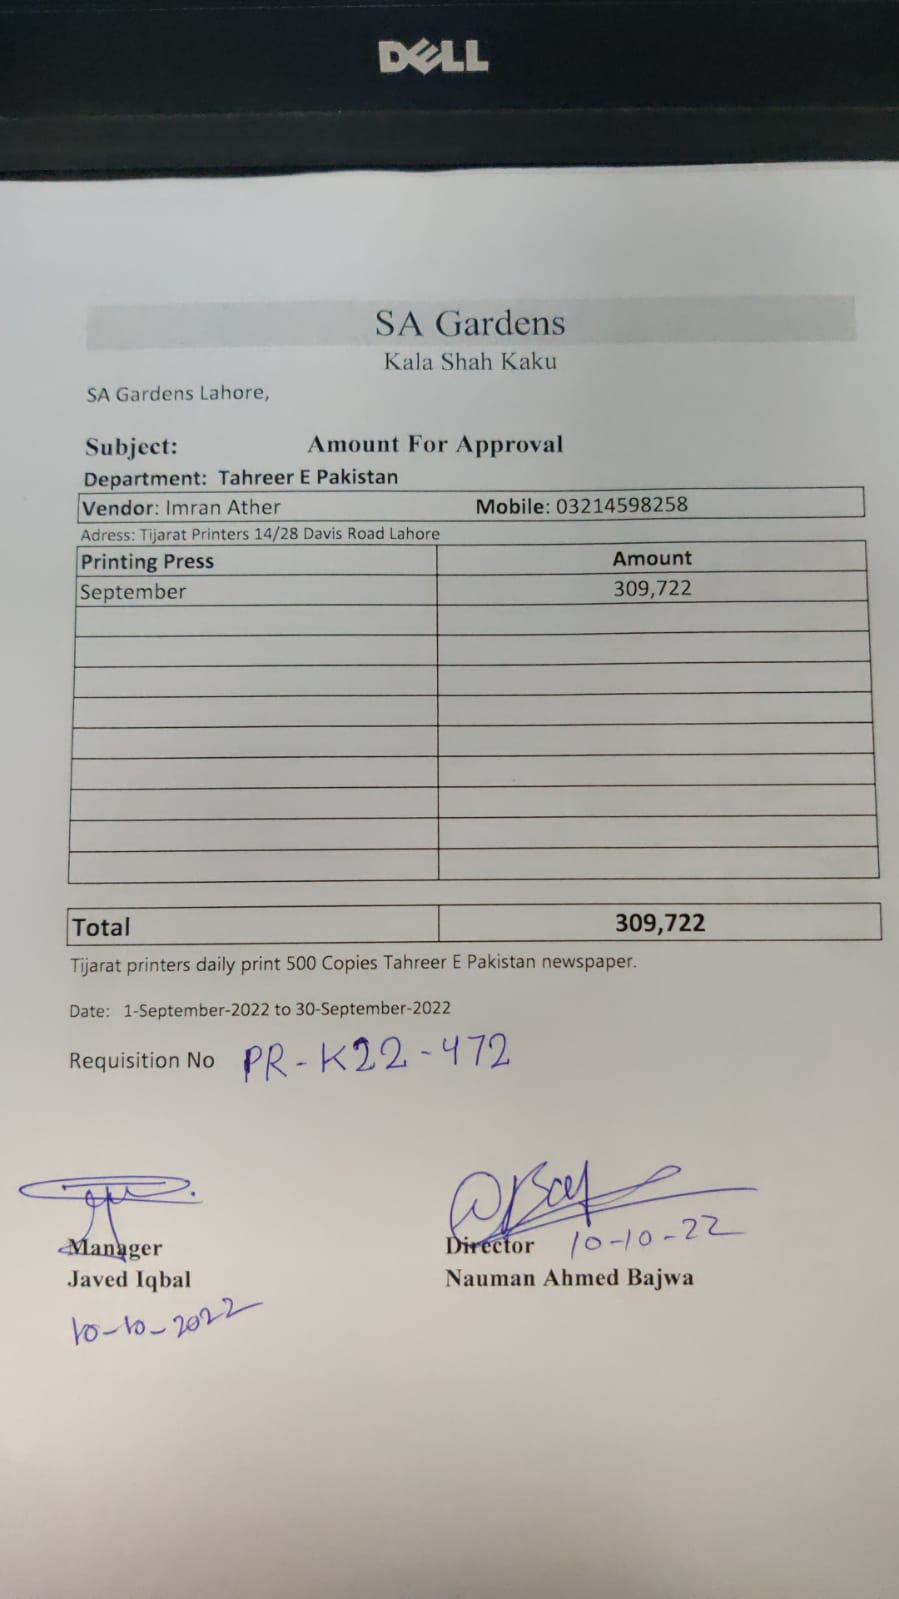 DELL
SA Gardens
Kala Shah Kaku
SA Gardens Lahore,
Subject: Amount For Approval
Department: Tahreer E Pakistan
Vendor: Imran Ather Mobile: 03214598258
Adress: Tijarat Printers 14/28 Davis Road Lahore
Printing Press Amount
September 309,722
Total 309,722
Tijarat printers daily print 500 Copies Tahreer E Pakistan newspaper.
Date: 1-September-2022 to 30-September-2022
Requisition No PR-K22-472
Manager Director 10-10-22
Javed Iqbal Nauman Ahmed Bajwa
10-10-2022